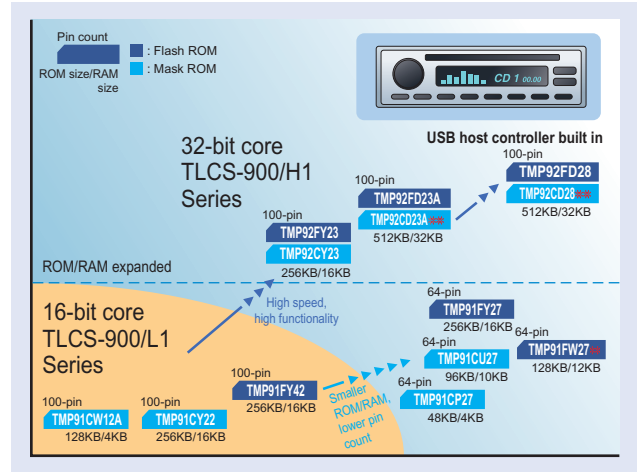 Pin count
ROM size/RAM
size
: Flash ROM
: Mask ROM
CD 1 00.00
32-bit core
TLCS-900/H1
Series
USB host controller built in
100-pin
TMP92FD28
TMP92CD28**
512KB/32KB
100-pin
TMP92FD23A
TMP92CD23A**
512KB/32KB
100-pin
TMP92FY23
TMP92CY23
256KB/16KB
ROM/RAM expanded
High speed,
high functionality
16-bit core
TLCS-900/L1
Series
64-pin
TMP91FY27
256KB/16KB
64-pin
TMP91FW27*
128KB/12KB
64-pin
TMP91CU27
96KB/10KB
64-pin
TMP91CP27
48KB/4KB
100-pin
TMP91FY42
256KB/16KB
Smaller
ROM/RAM,
lower pin
count
100-pin
TMP91CW12A
128KB/4KB
100-pin
TMP91CY22
256KB/16KB